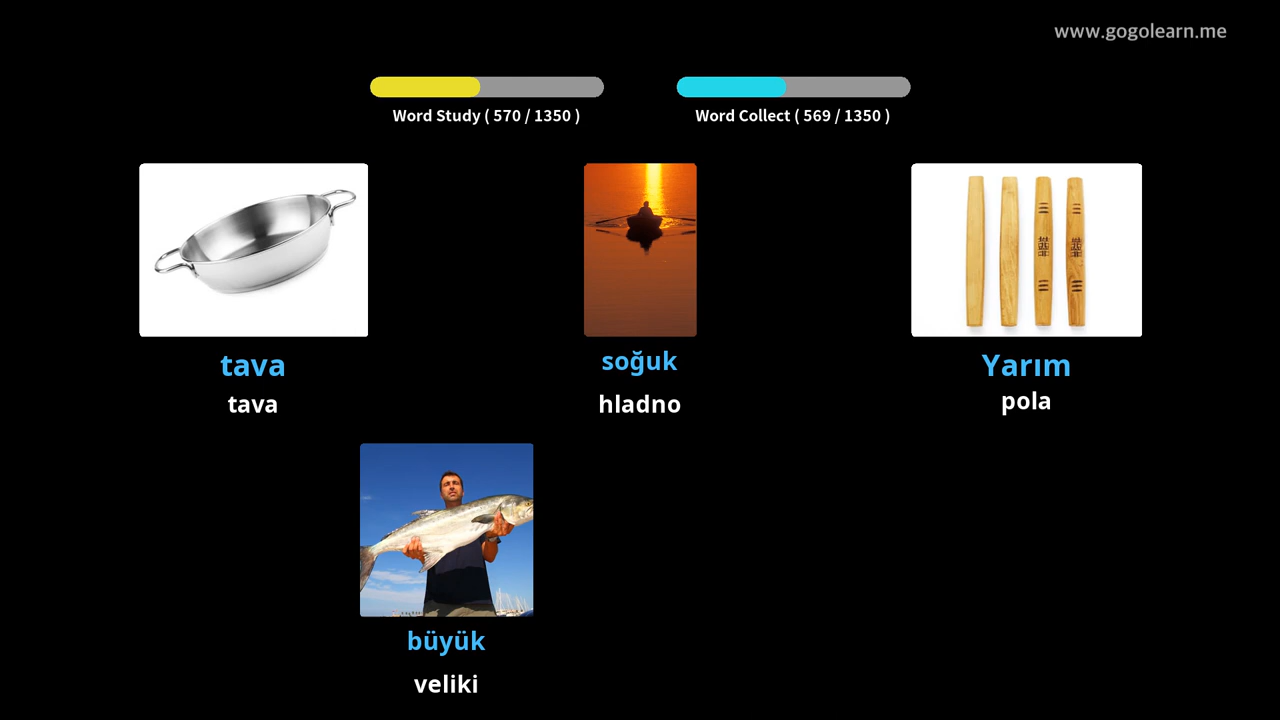 www.gogolearn.me
Word Study ( 570 / 1350 )
Word Collect ( 569 / 1350 )
tava
tava
soğuk
hladno
Yarım
pola
büyük
veliki